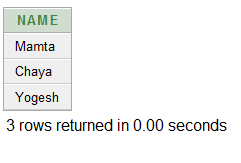 NAME
Mamta
Chaya
Yogesh
3 rows returned in 0.00 seconds